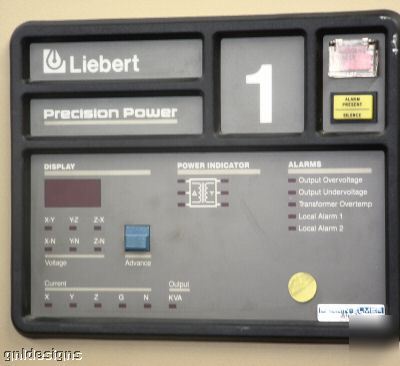 Liebert
1
ALARM
PRESENT
SILENCE
Precision Power
DISPLAY
POWER INDICATOR
ALARMS
Output Overvoltage
Output Undervoltage
Transformer Overtemp
Local Alarm 1
Local Alarm 2
X-Y Y-Z Z-X
X-N Y-N Z-N
Voltage
Advance
Current
Output
X Y Z G N
KVA
gnldesigns